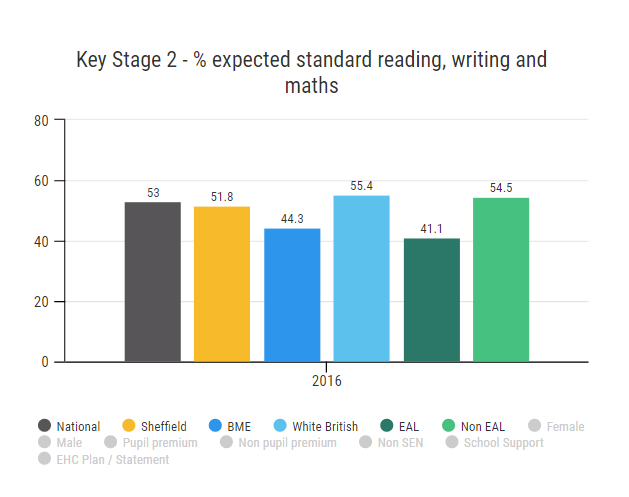 Key Stage 2 - % expected standard reading, writing and
maths
80
60
40
20
0
53
51.8
44.3
55.4
41.1
54.5
2016
National Sheffield BME White British EAL Non EAL Female
Male Pupil premium Non pupil premium Non SEN School Support
EHC Plan / Statement